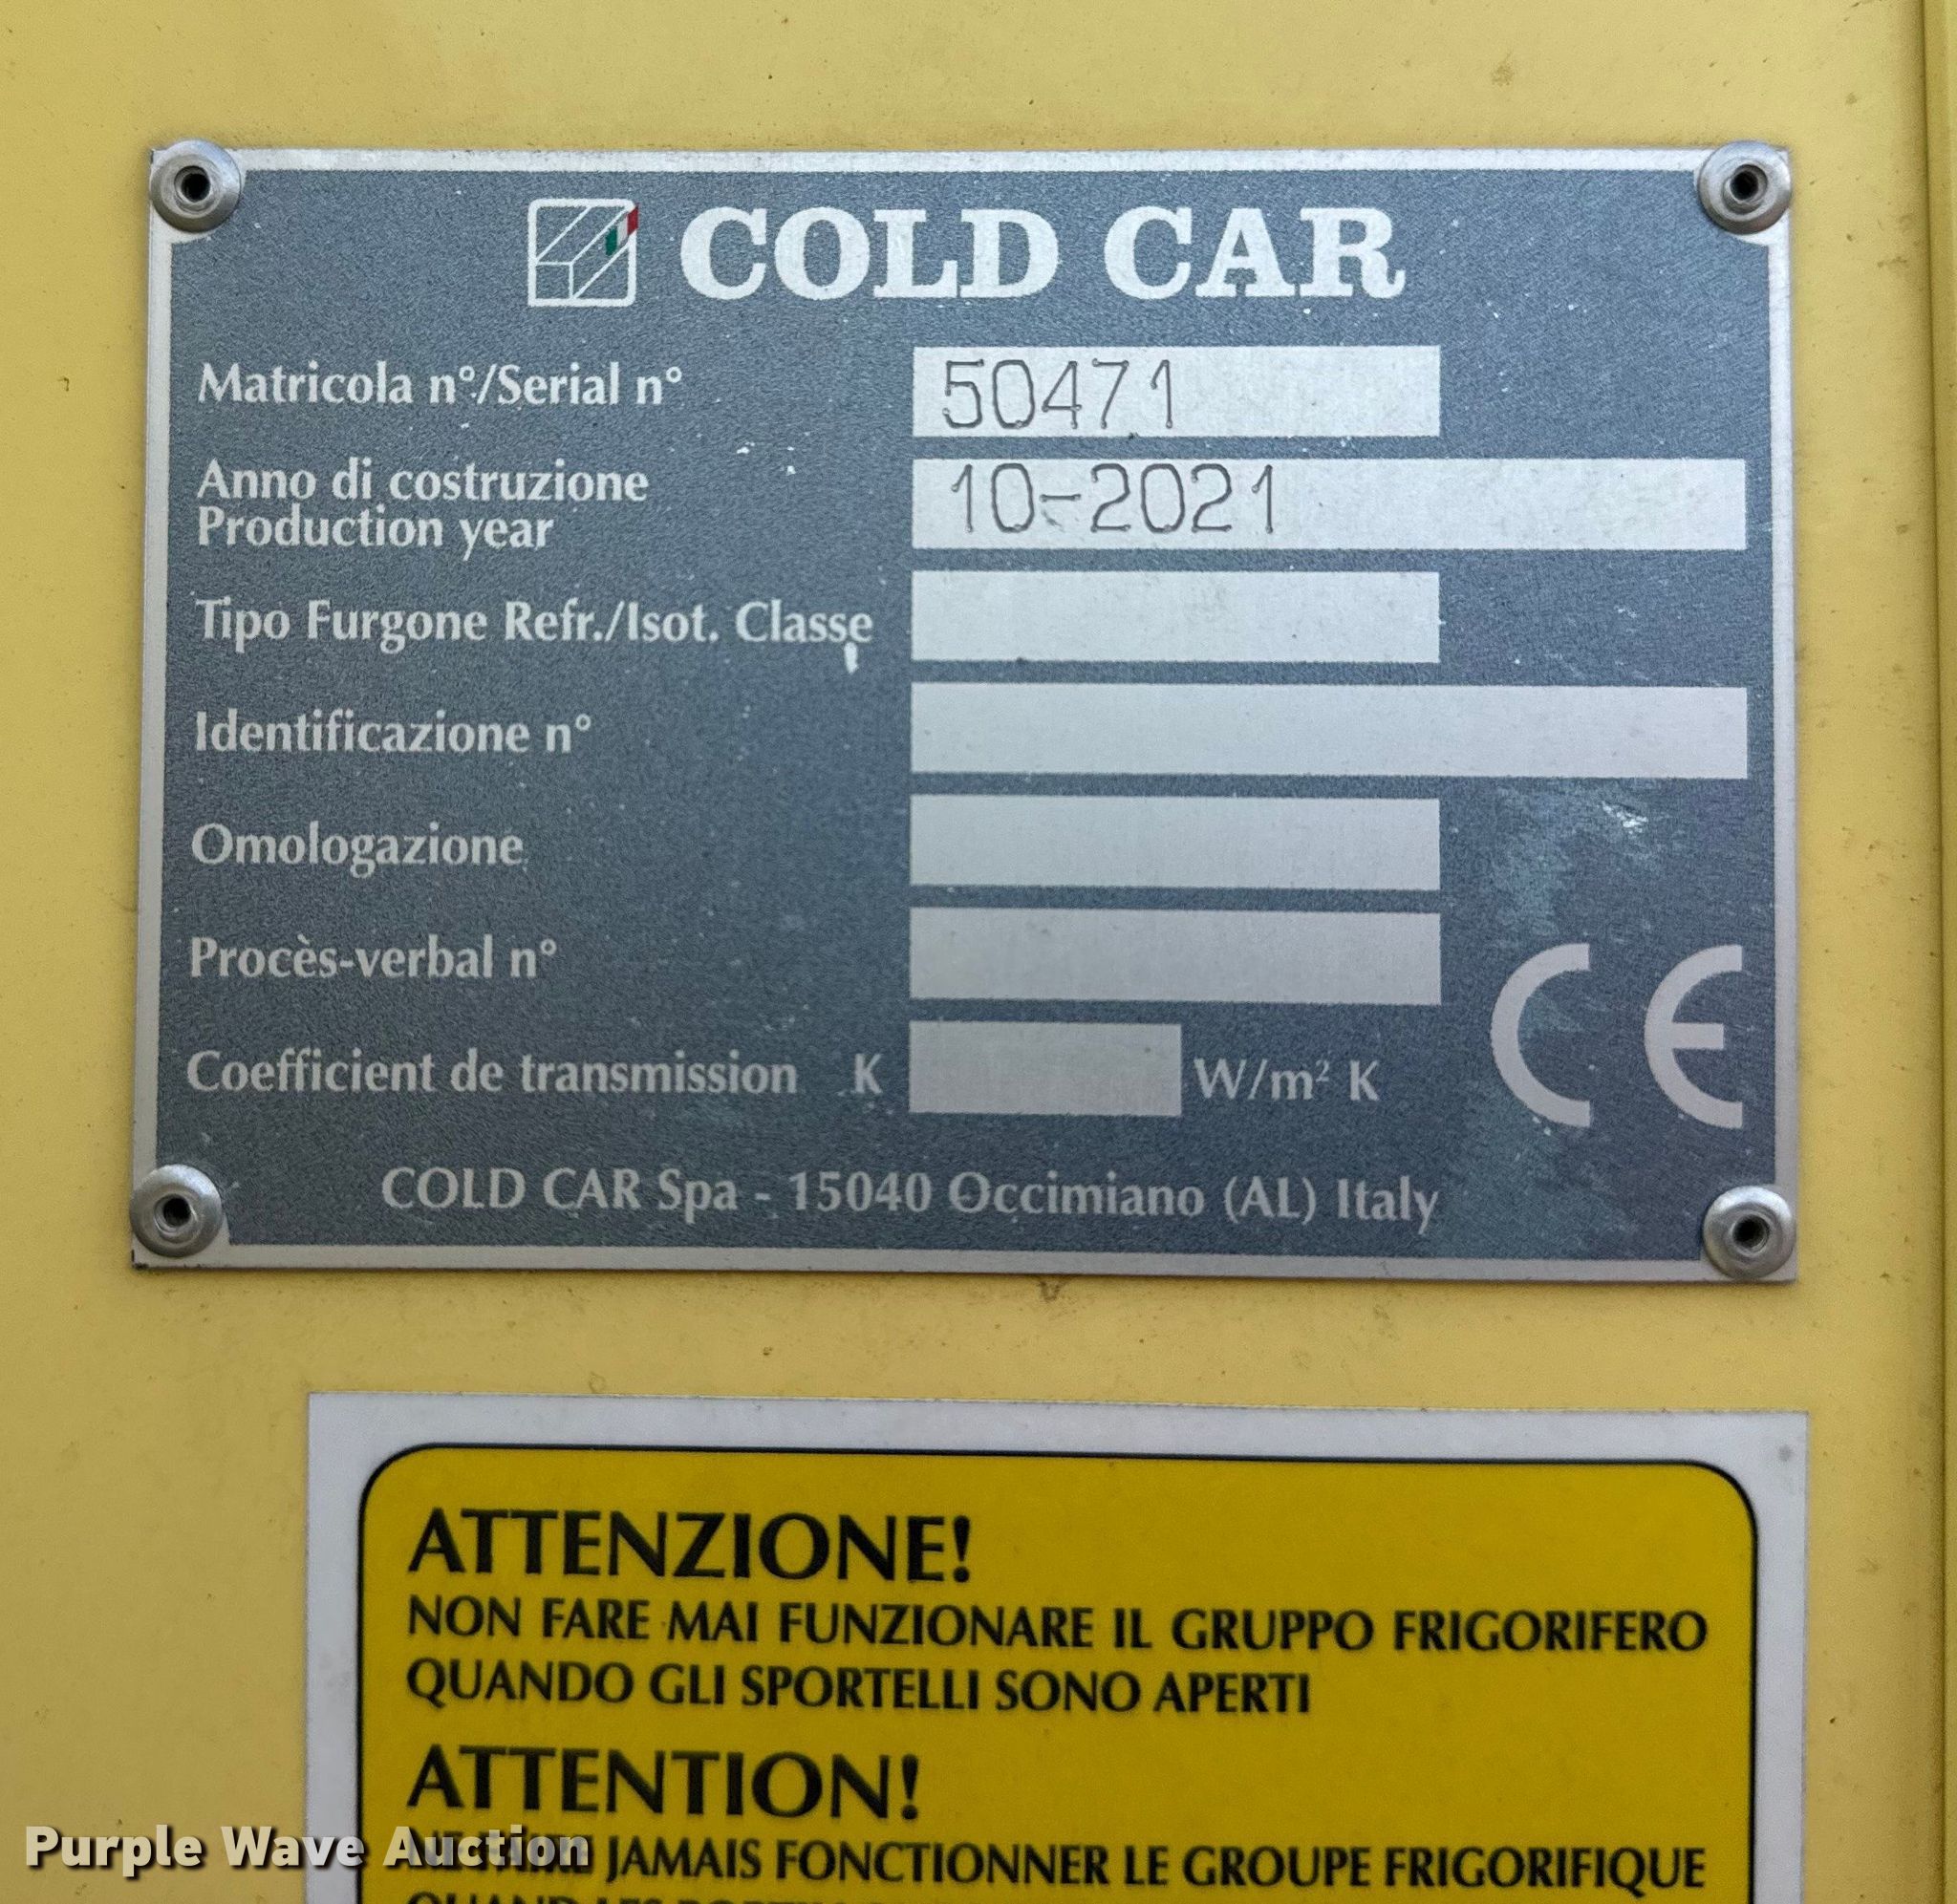 COLD CAR
Matricola n°/Serial n° 50471
Anno di costruzione
Production year 10-2021
Tipo Furgone Refr./Isot. Classe
Identificazione n°
Omologazione
Procès-verbal n°
Coefficient de transmission K W/m² K
CE
COLD CAR Spa - 15040 Occimiano (AL) Italy
ATTENZIONE!
NON FARE MAI FUNZIONARE IL GRUPPO FRIGORIFERO
QUANDO GLI SPORTELLI SONO APERTI
ATTENTION!
JAMAIS FONCTIONNER LE GROUPE FRIGORIFIQUE
Purple Wave Auction